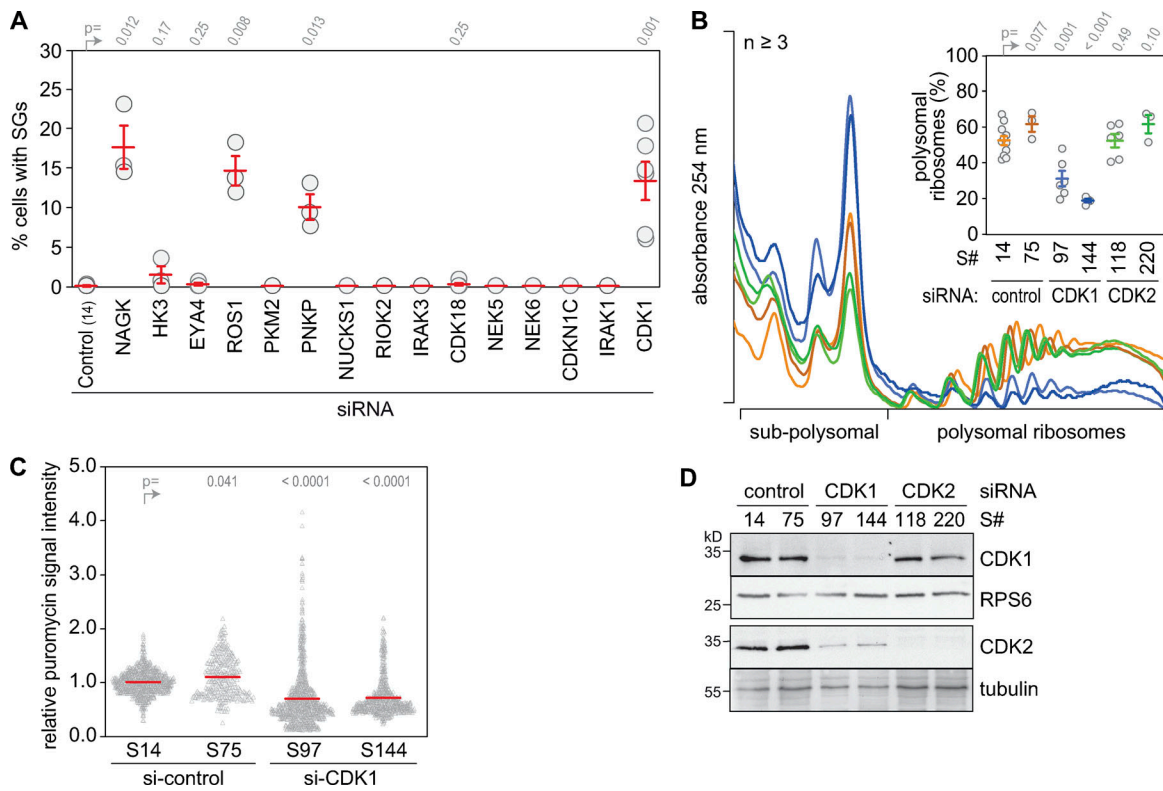 A
p=
0.012
0.17
0.25
0.008
0.013
0.25
0.001
% cells with SGs
30
25
20
15
10
5
0
Control (14)
NAGK
HK3
EYA4
ROS1
PKM2
PNKP
NUCKS1
RIOK2
IRAK3
CDK18
NEK5
NEK6
CDKN1C
IRAK1
CDK1
siRNA
B
n ≥ 3
absorbance 254 nm
sub-polysomal
polysomal ribosomes
p=
0.077
0.001
< 0.001
0.49
0.10
polysomal
ribosomes (%)
100
80
60
40
20
0
S#
14
75
97
144
118
220
siRNA: control CDK1 CDK2
C
relative puromycin signal intensity
5.0
4.0
3.0
2.0
1.0
0.0
p=
0.041
< 0.0001
< 0.0001
S14 S75 S97 S144
si-control si-CDK1
D
control CDK1 CDK2 siRNA
14 75 97 144 118 220 S#
kD
35
CDK1
25
RPS6
35
CDK2
55
tubulin